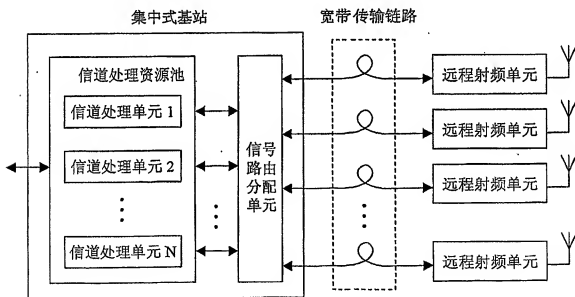 集中式基站
宽带传输链路
信道处理资源池
信道处理单元 1
信道处理单元 2
信道处理单元 N
信号
路由
分配
单元
远程射频单元
远程射频单元
远程射频单元
远程射频单元